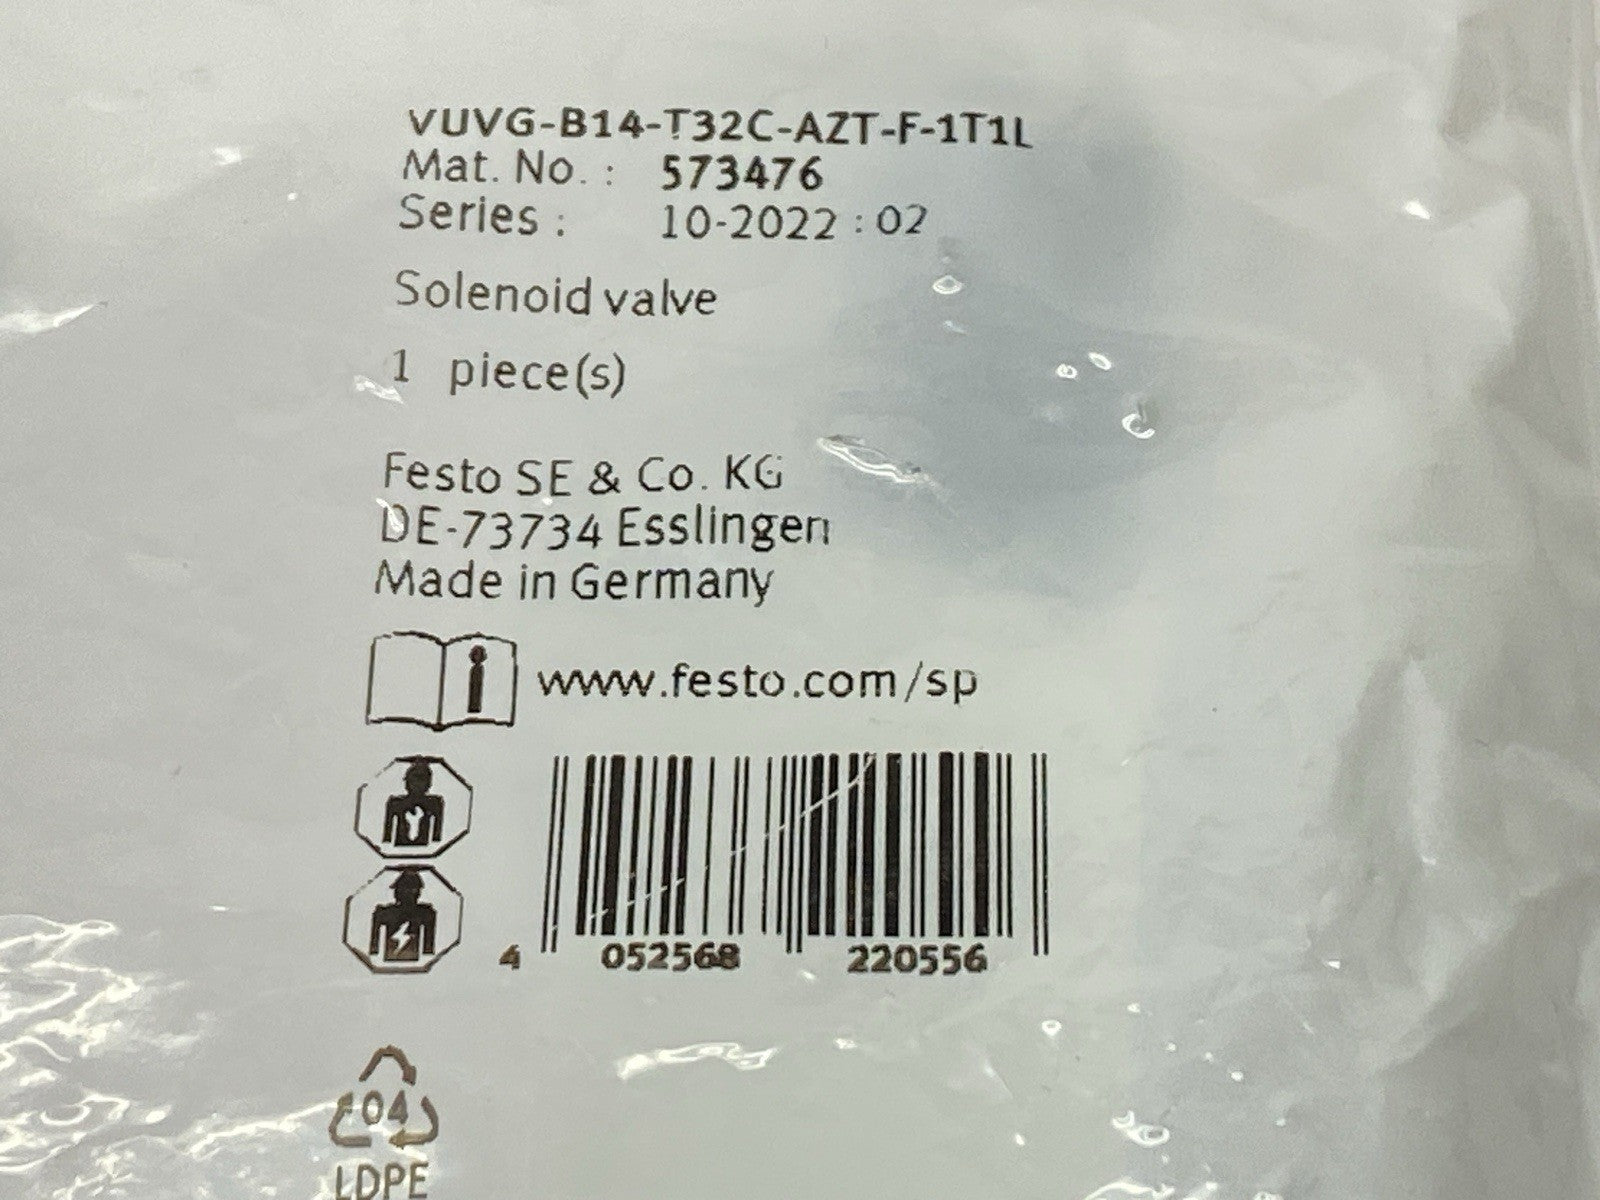 VUVG-B14-T32C-AZT-F-1T1L
Mat. No. : 573476
Series : 10-2022 : 02
Solenoid valve
1 piece(s)
Festo SE & Co. KG
DE-73734 Esslingen
Made in Germany
www.festo.com/sp
4 052568 220556
04
LDPE